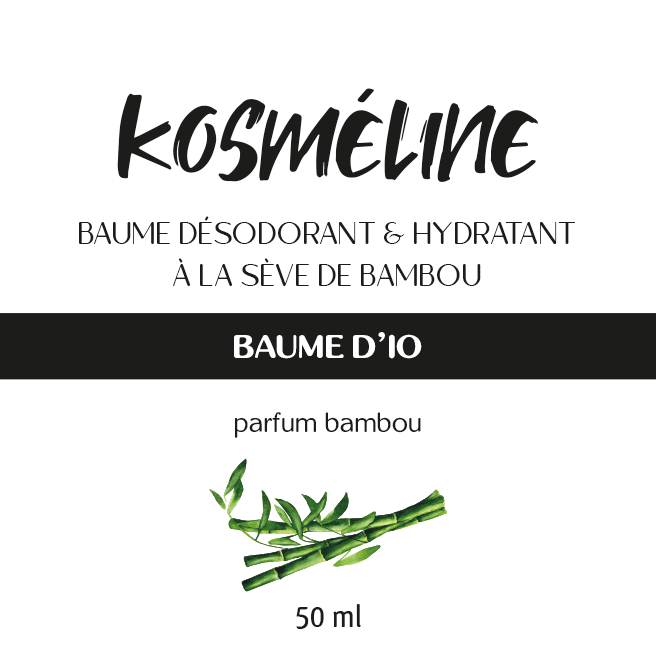 KOSMÉLINE
BAUME DÉSODORANT & HYDRATANT
À LA SÈVE DE BAMBOU
BAUME D'IO
parfum bambou
50 ml